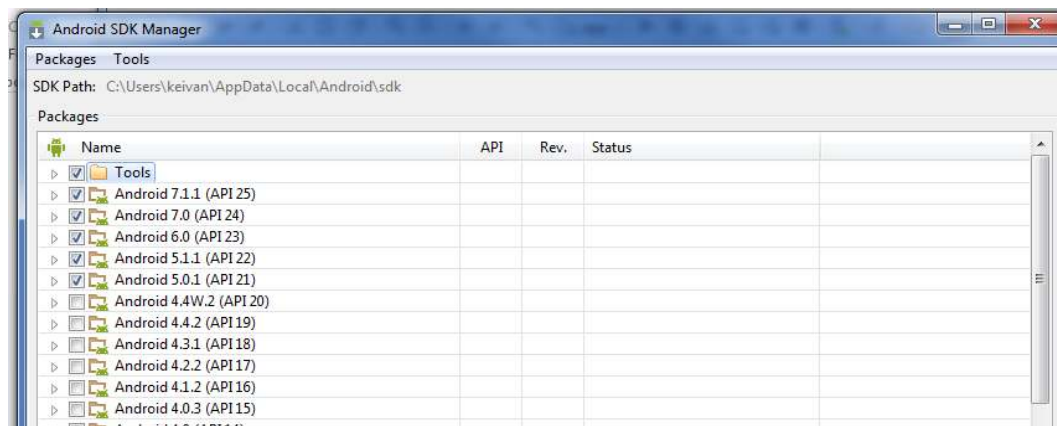 Android SDK Manager
Packages Tools
SDK Path: C:\Users\keivan\AppData\Local\Android\sdk
Packages
Name API Rev. Status
Tools
Android 7.1.1 (API 25)
Android 7.0 (API 24)
Android 6.0 (API 23)
Android 5.1.1 (API 22)
Android 5.0.1 (API 21)
Android 4.4W.2 (API 20)
Android 4.4.2 (API 19)
Android 4.3.1 (API 18)
Android 4.2.2 (API 17)
Android 4.1.2 (API 16)
Android 4.0.3 (API 15)